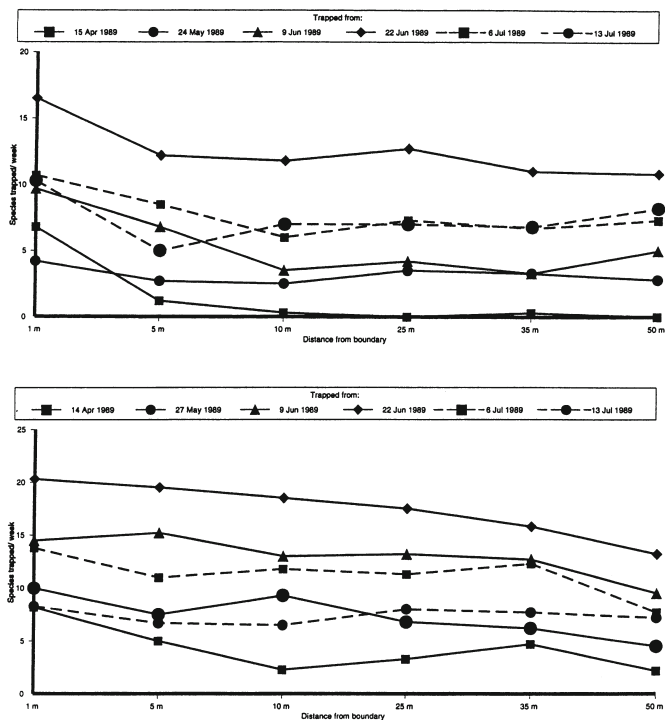 Trapped from:
15 Apr 1989 24 May 1989 9 Jun 1989 22 Jun 1989 6 Jul 1989 13 Jul 1989
20
15
10
5
0
Species trapped/ week
1 m 5 m 10 m 25 m 35 m 50 m
Distance from boundary
Trapped from:
14 Apr 1989 27 May 1989 9 Jun 1989 22 Jun 1989 6 Jul 1989 13 Jul 1989
25
20
15
10
5
0
Species trapped/ week
1 m 5 m 10 m 25 m 35 m 50 m
Distance from boundary